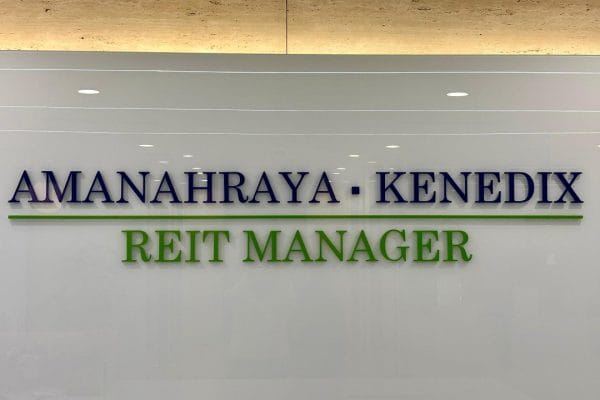 AMANAHRAYA ▪ KENEDIX
REIT MANAGER